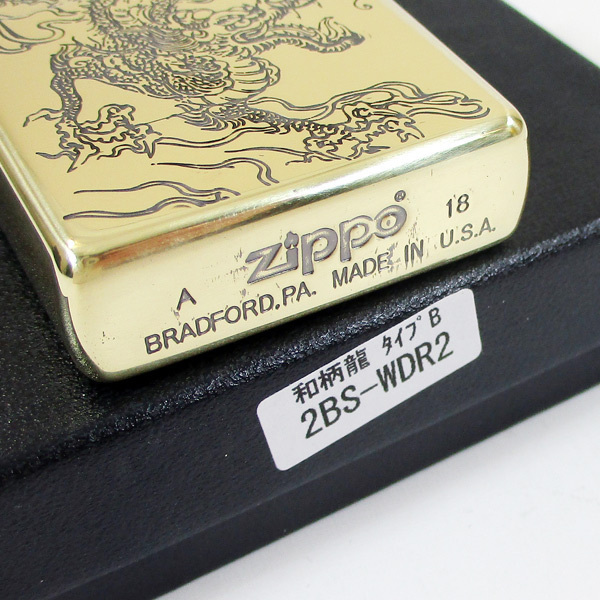 A zippo® 18
BRADFORD,PA. MADE IN U.S.A.
和柄龍 ﾀｲﾌﾟB
2BS-WDR2